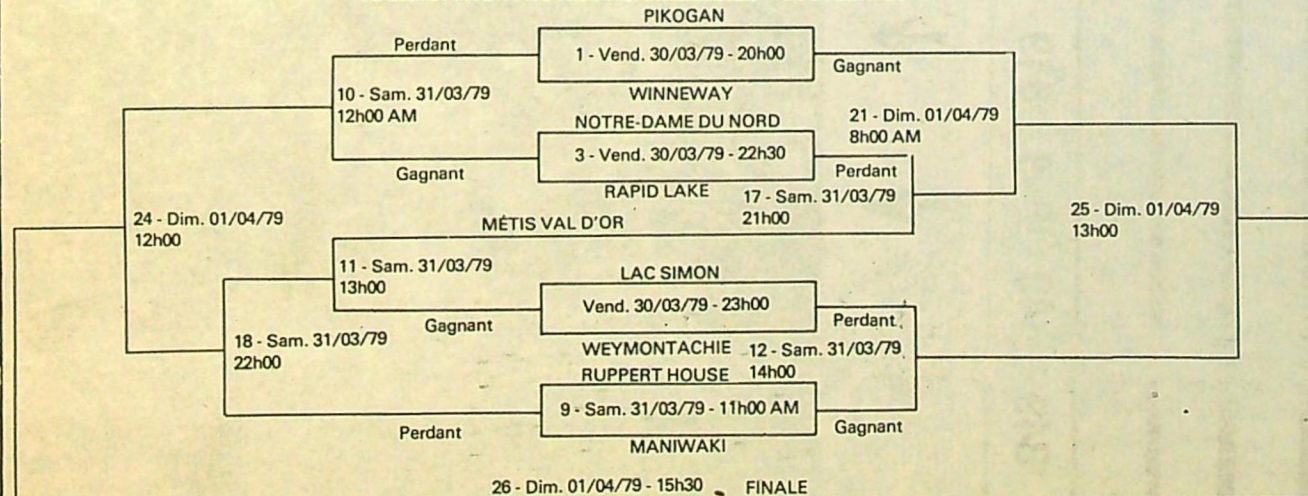 PIKOGAN
Perdant
1 - Vend. 30/03/79 - 20h00
Gagnant
10 - Sam. 31/03/79
12h00 AM
WINNEWAY
NOTRE-DAME DU NORD
21 - Dim. 01/04/79
8h00 AM
3 - Vend. 30/03/79 - 22h30
Gagnant
Perdant
RAPID LAKE
17 - Sam. 31/03/79
21h00
24 - Dim. 01/04/79
12h00
MÉTIS VAL D'OR
25 - Dim. 01/04/79
13h00
11 - Sam. 31/03/79
13h00
LAC SIMON
Vend. 30/03/79 - 23h00
Gagnant
Perdant
18 - Sam. 31/03/79
22h00
WEYMONTACHIE
12 - Sam. 31/03/79
14h00
RUPPERT HOUSE
9 - Sam. 31/03/79 - 11h00 AM
Perdant
Gagnant
MANIWAKI
26 - Dim. 01/04/79 - 15h30 FINALE